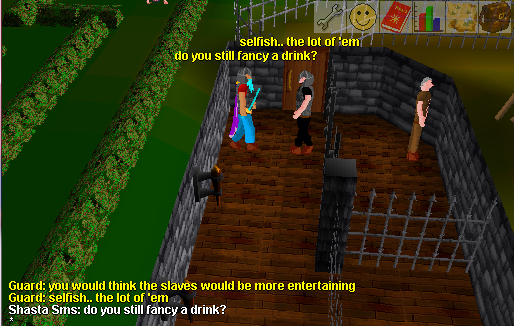 selfish.. the lot of 'em
do you still fancy a drink?
Guard: you would think the slaves would be more entertaining
Guard: selfish.. the lot of 'em
Shasta Sms: do you still fancy a drink?
*